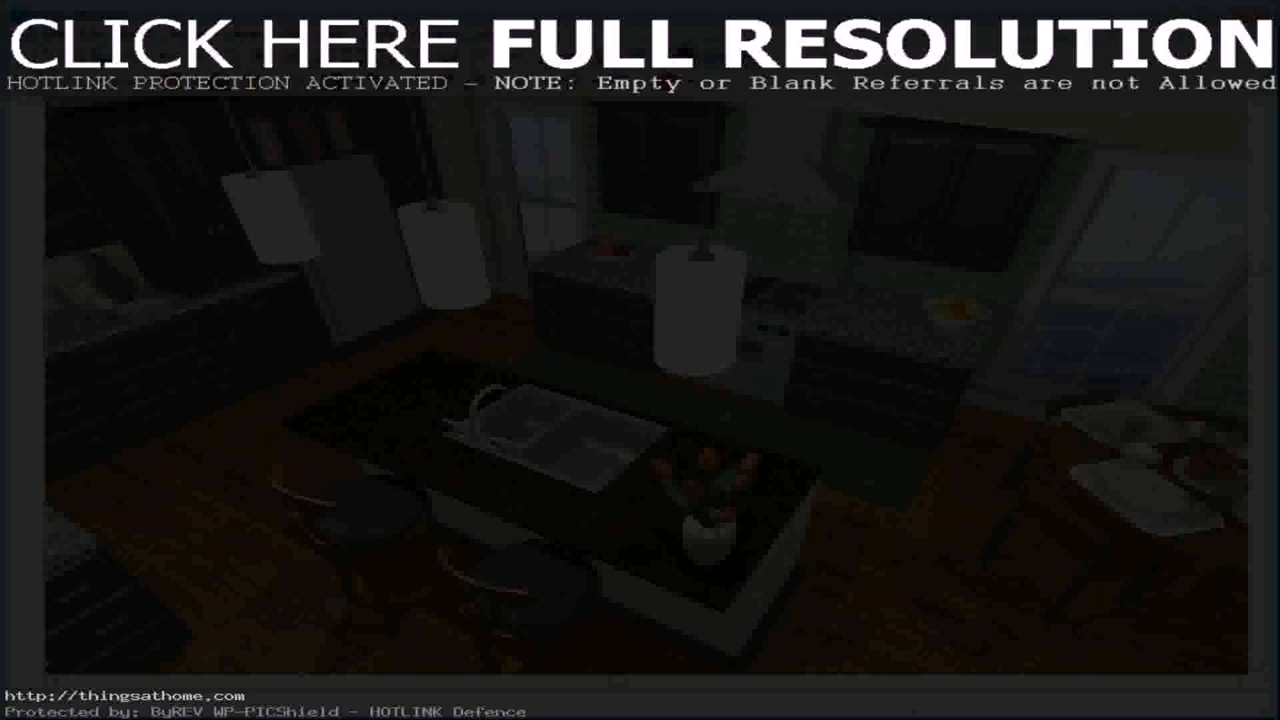 CLICK HERE FULL RESOLUTION
HOTLINK PROTECTION ACTIVATED - NOTE: Empty or Blank Referrals are not Allowed
http://thingsathome.com
Protected by: ByREV WP-PICShield - HOTLINK Defence